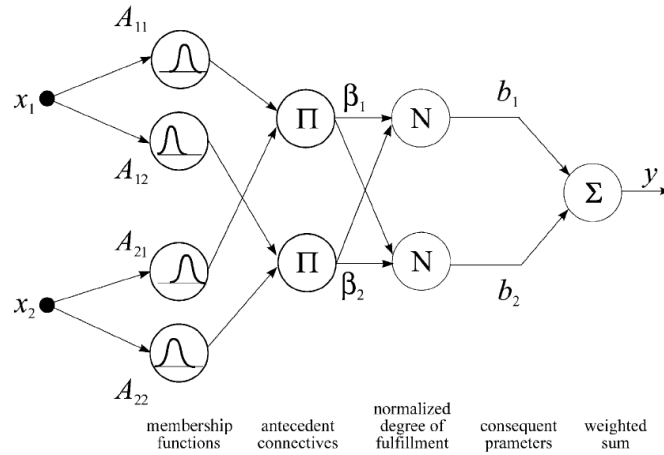 A₁₁
x₁
A₁₂
A₂₁
x₂
A₂₂
Π
Π
β₁
β₂
N
N
b₁
b₂
Σ
y
membership
functions
antecedent
connectives
normalized
degree of
fulfillment
consequent
prameters
weighted
sum